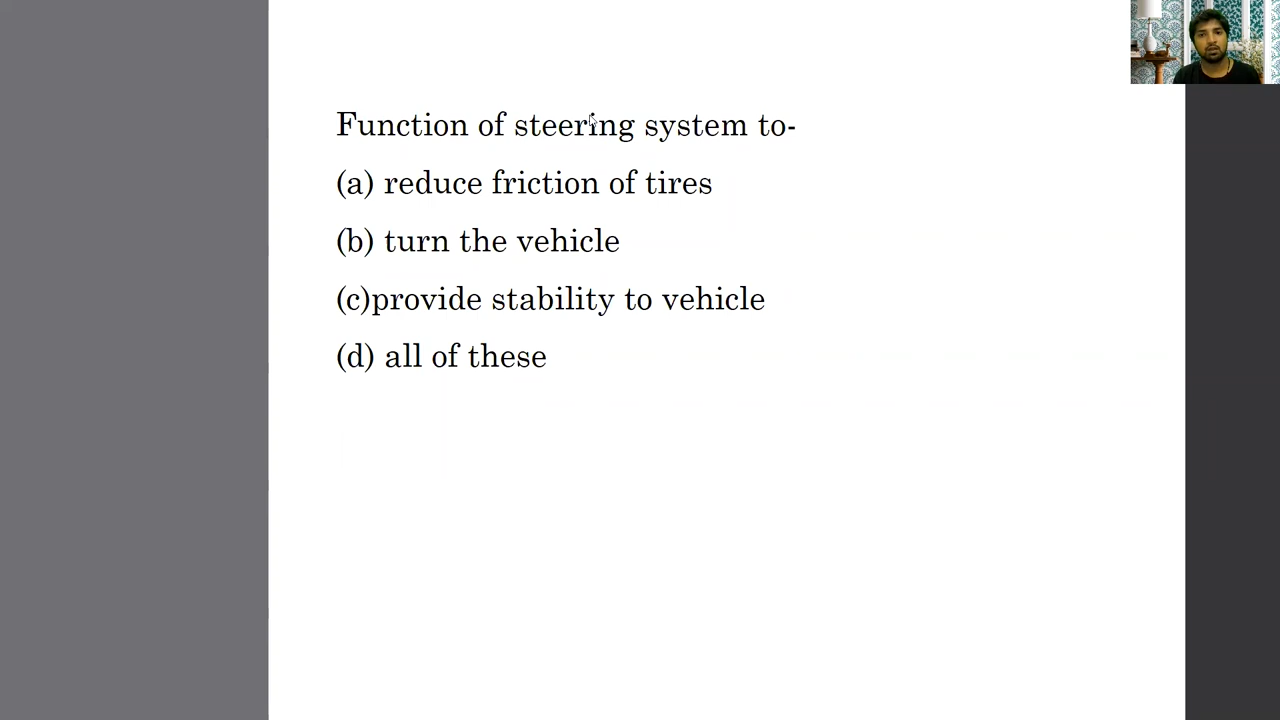 Function of steering system to-
(a) reduce friction of tires
(b) turn the vehicle
(c)provide stability to vehicle
(d) all of these